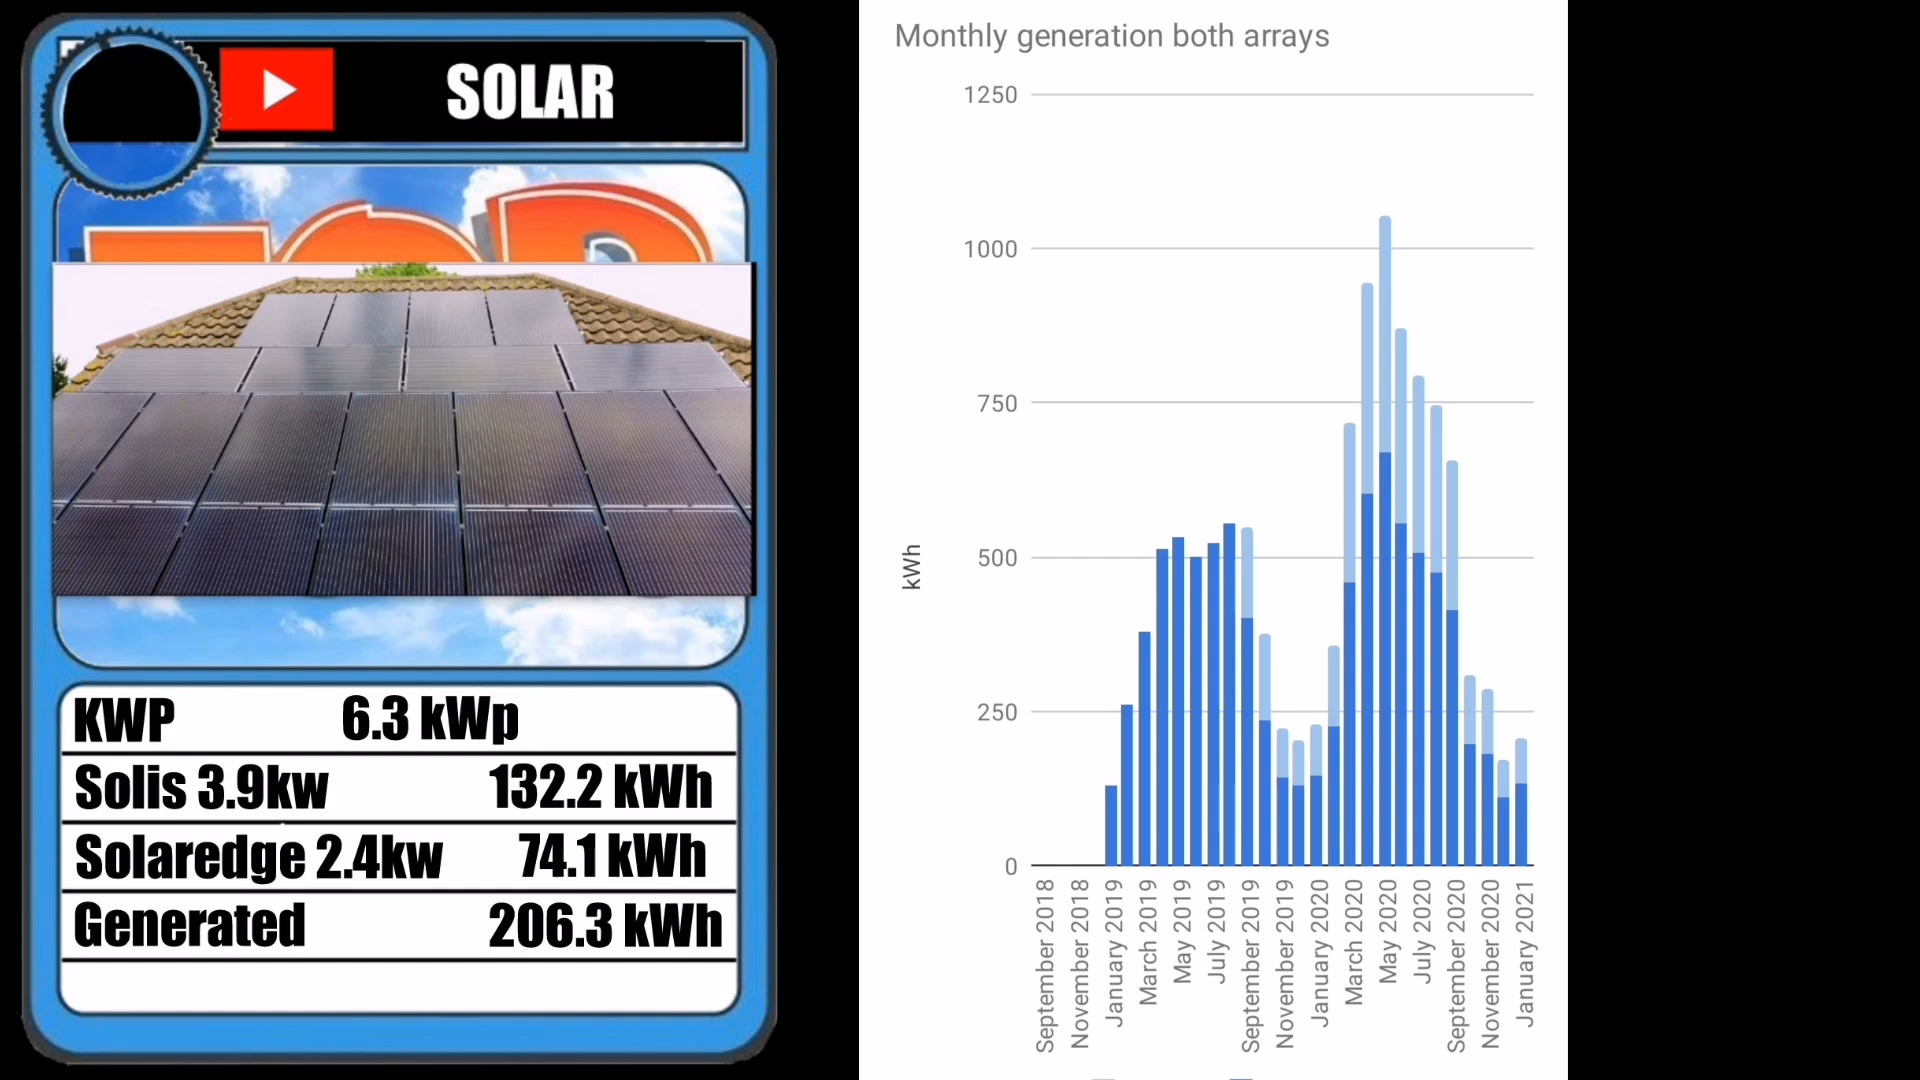 SOLAR
TOP
KWP 6.3 kWp
Solis 3.9kw 132.2 kWh
Solaredge 2.4kw 74.1 kWh
Generated 206.3 kWh
Monthly generation both arrays
1250
1000
750
500
250
0
kWh
September 2018
November 2018
January 2019
March 2019
May 2019
July 2019
September 2019
November 2019
January 2020
March 2020
May 2020
July 2020
September 2020
November 2020
January 2021